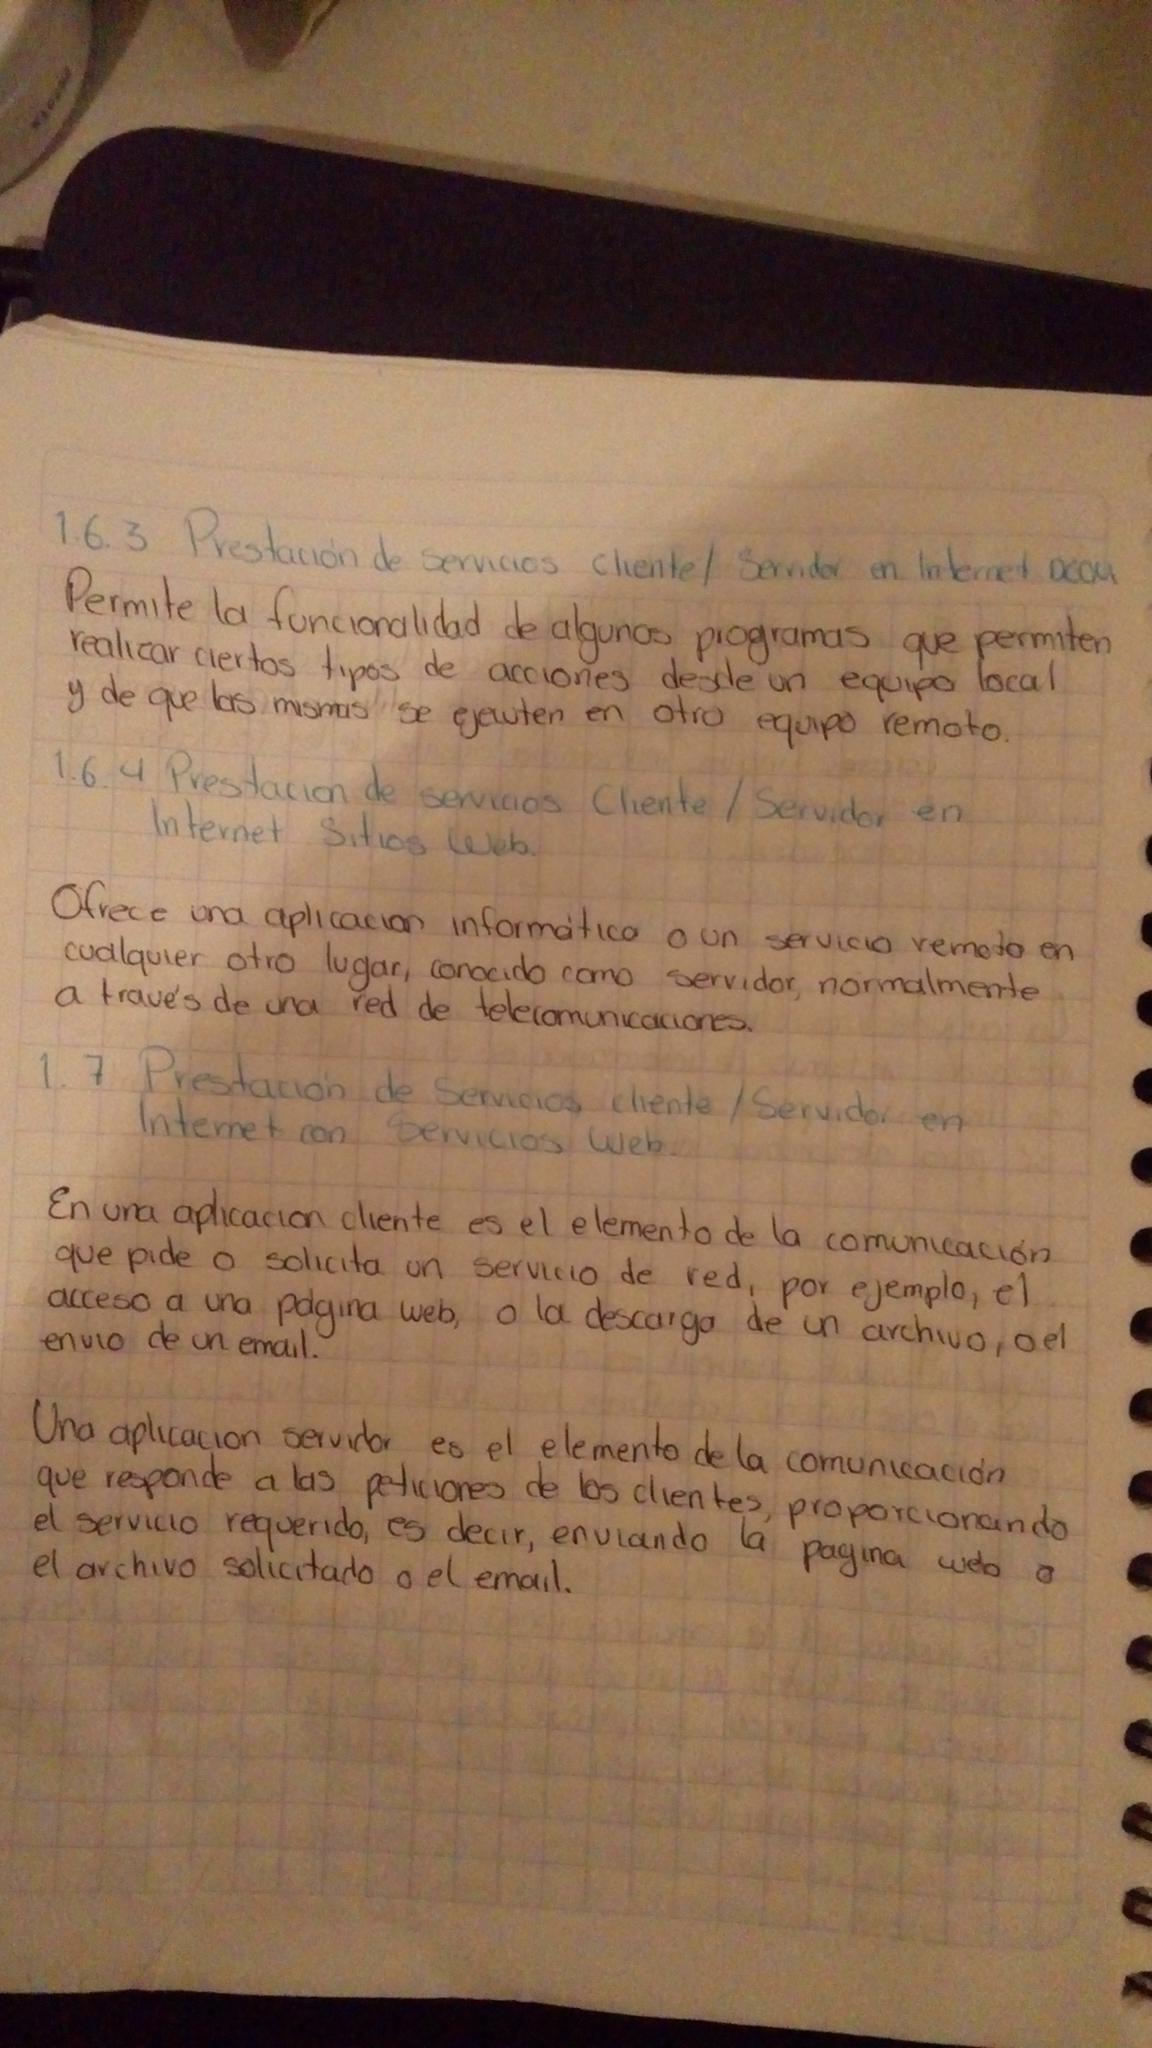 1.6.3 Prestación de servicios cliente/ Servidor en Internet
Permite la funcionalidad de algunos programas que permiten
realizar ciertos tipos de acciones desde un equipo local
y de que las mismas se ejecuten en otro equipo remoto.
1.6.4 Prestacion de servicios Cliente / Servidor en
Internet Sitios Web.
Ofrece una aplicacion informática o un servicio remoto en
cualquier otro lugar, conocido como servidor, normalmente
a través de una red de telecomunicaciones.
1.7 Prestación de Servicios cliente / Servidor en
Internet con Servicios Web.
En una aplicacion cliente es el elemento de la comunicación
que pide o solicita un servicio de red, por ejemplo, el
acceso a una página web, o la descarga de un archivo, o el
envio de un email.
Una aplicacion servidor es el elemento de la comunicación
que responde a las peticiones de los clientes, proporcionando
el servicio requerido, es decir, enviando la pagina web o
el archivo solicitado o el email.